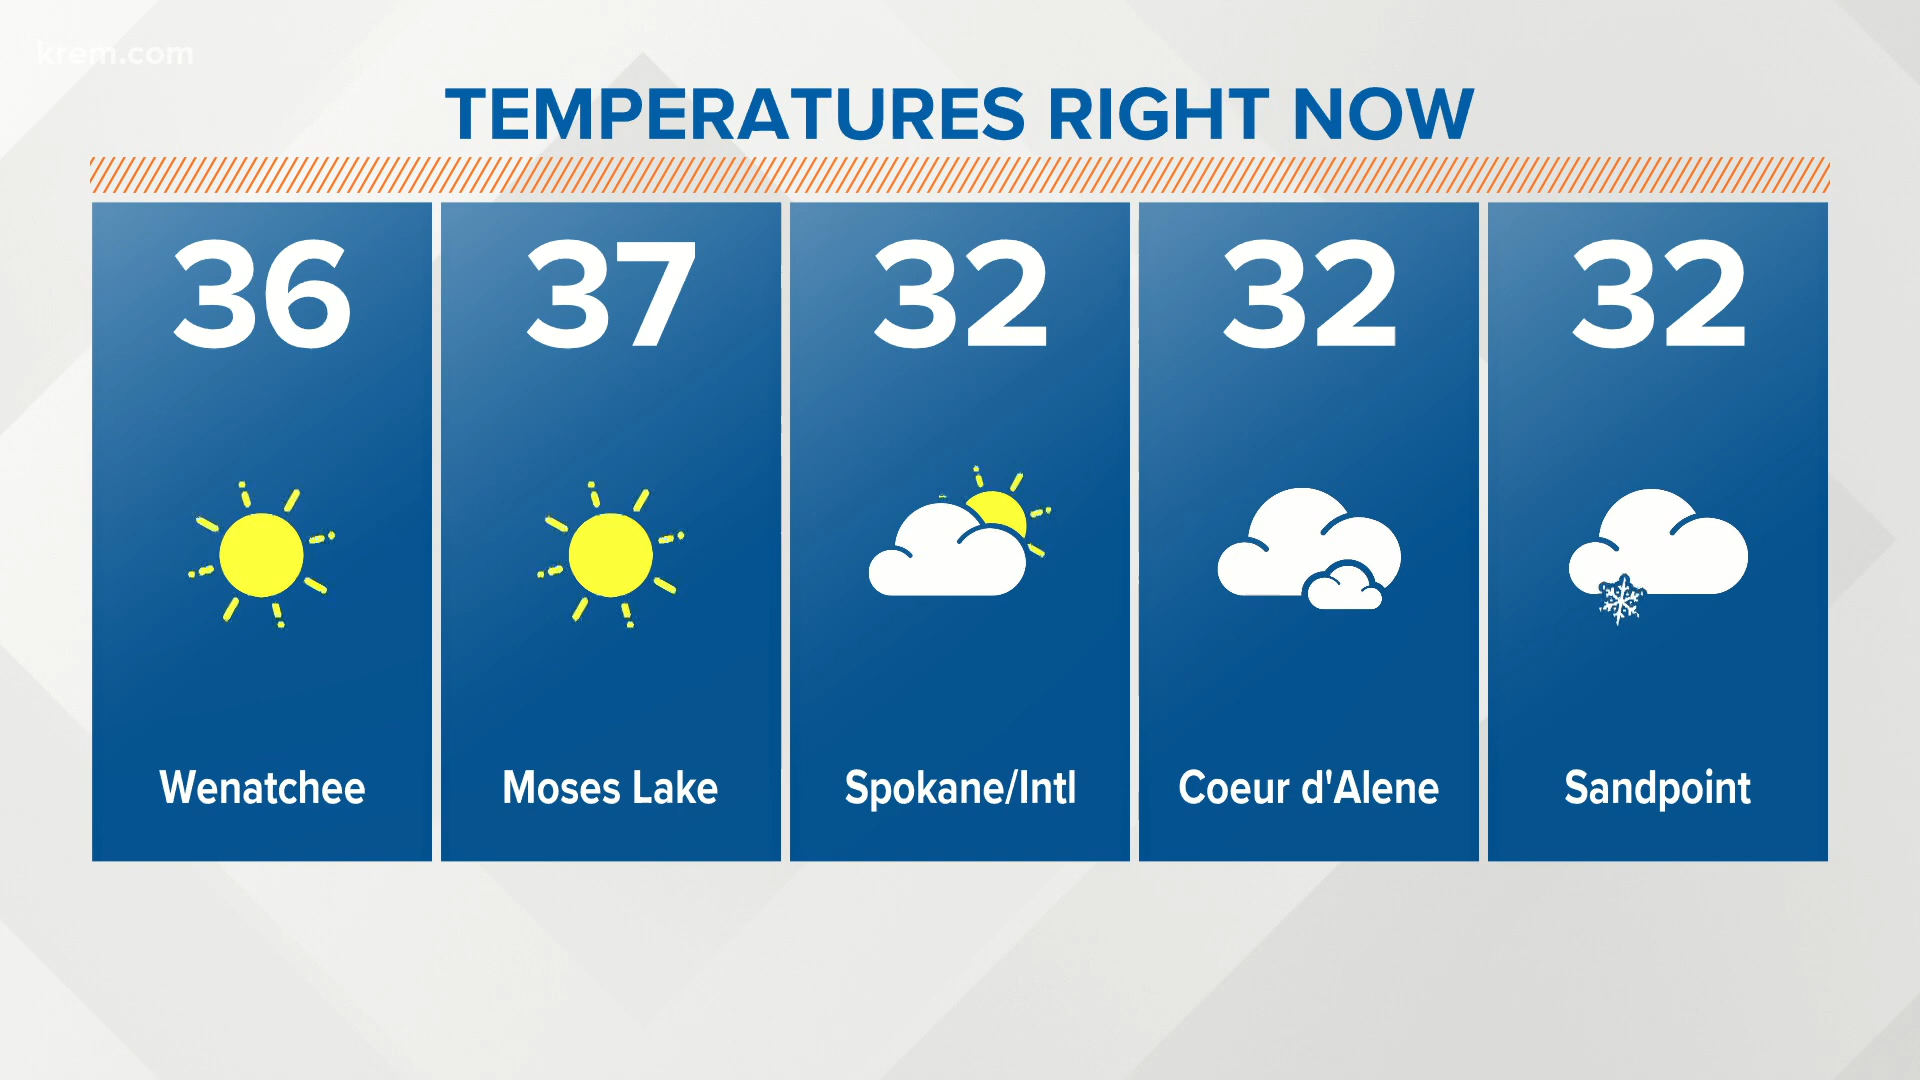 krem.com
TEMPERATURES RIGHT NOW
36 37 32 32 32
Wenatchee Moses Lake Spokane/Intl Coeur d'Alene Sandpoint